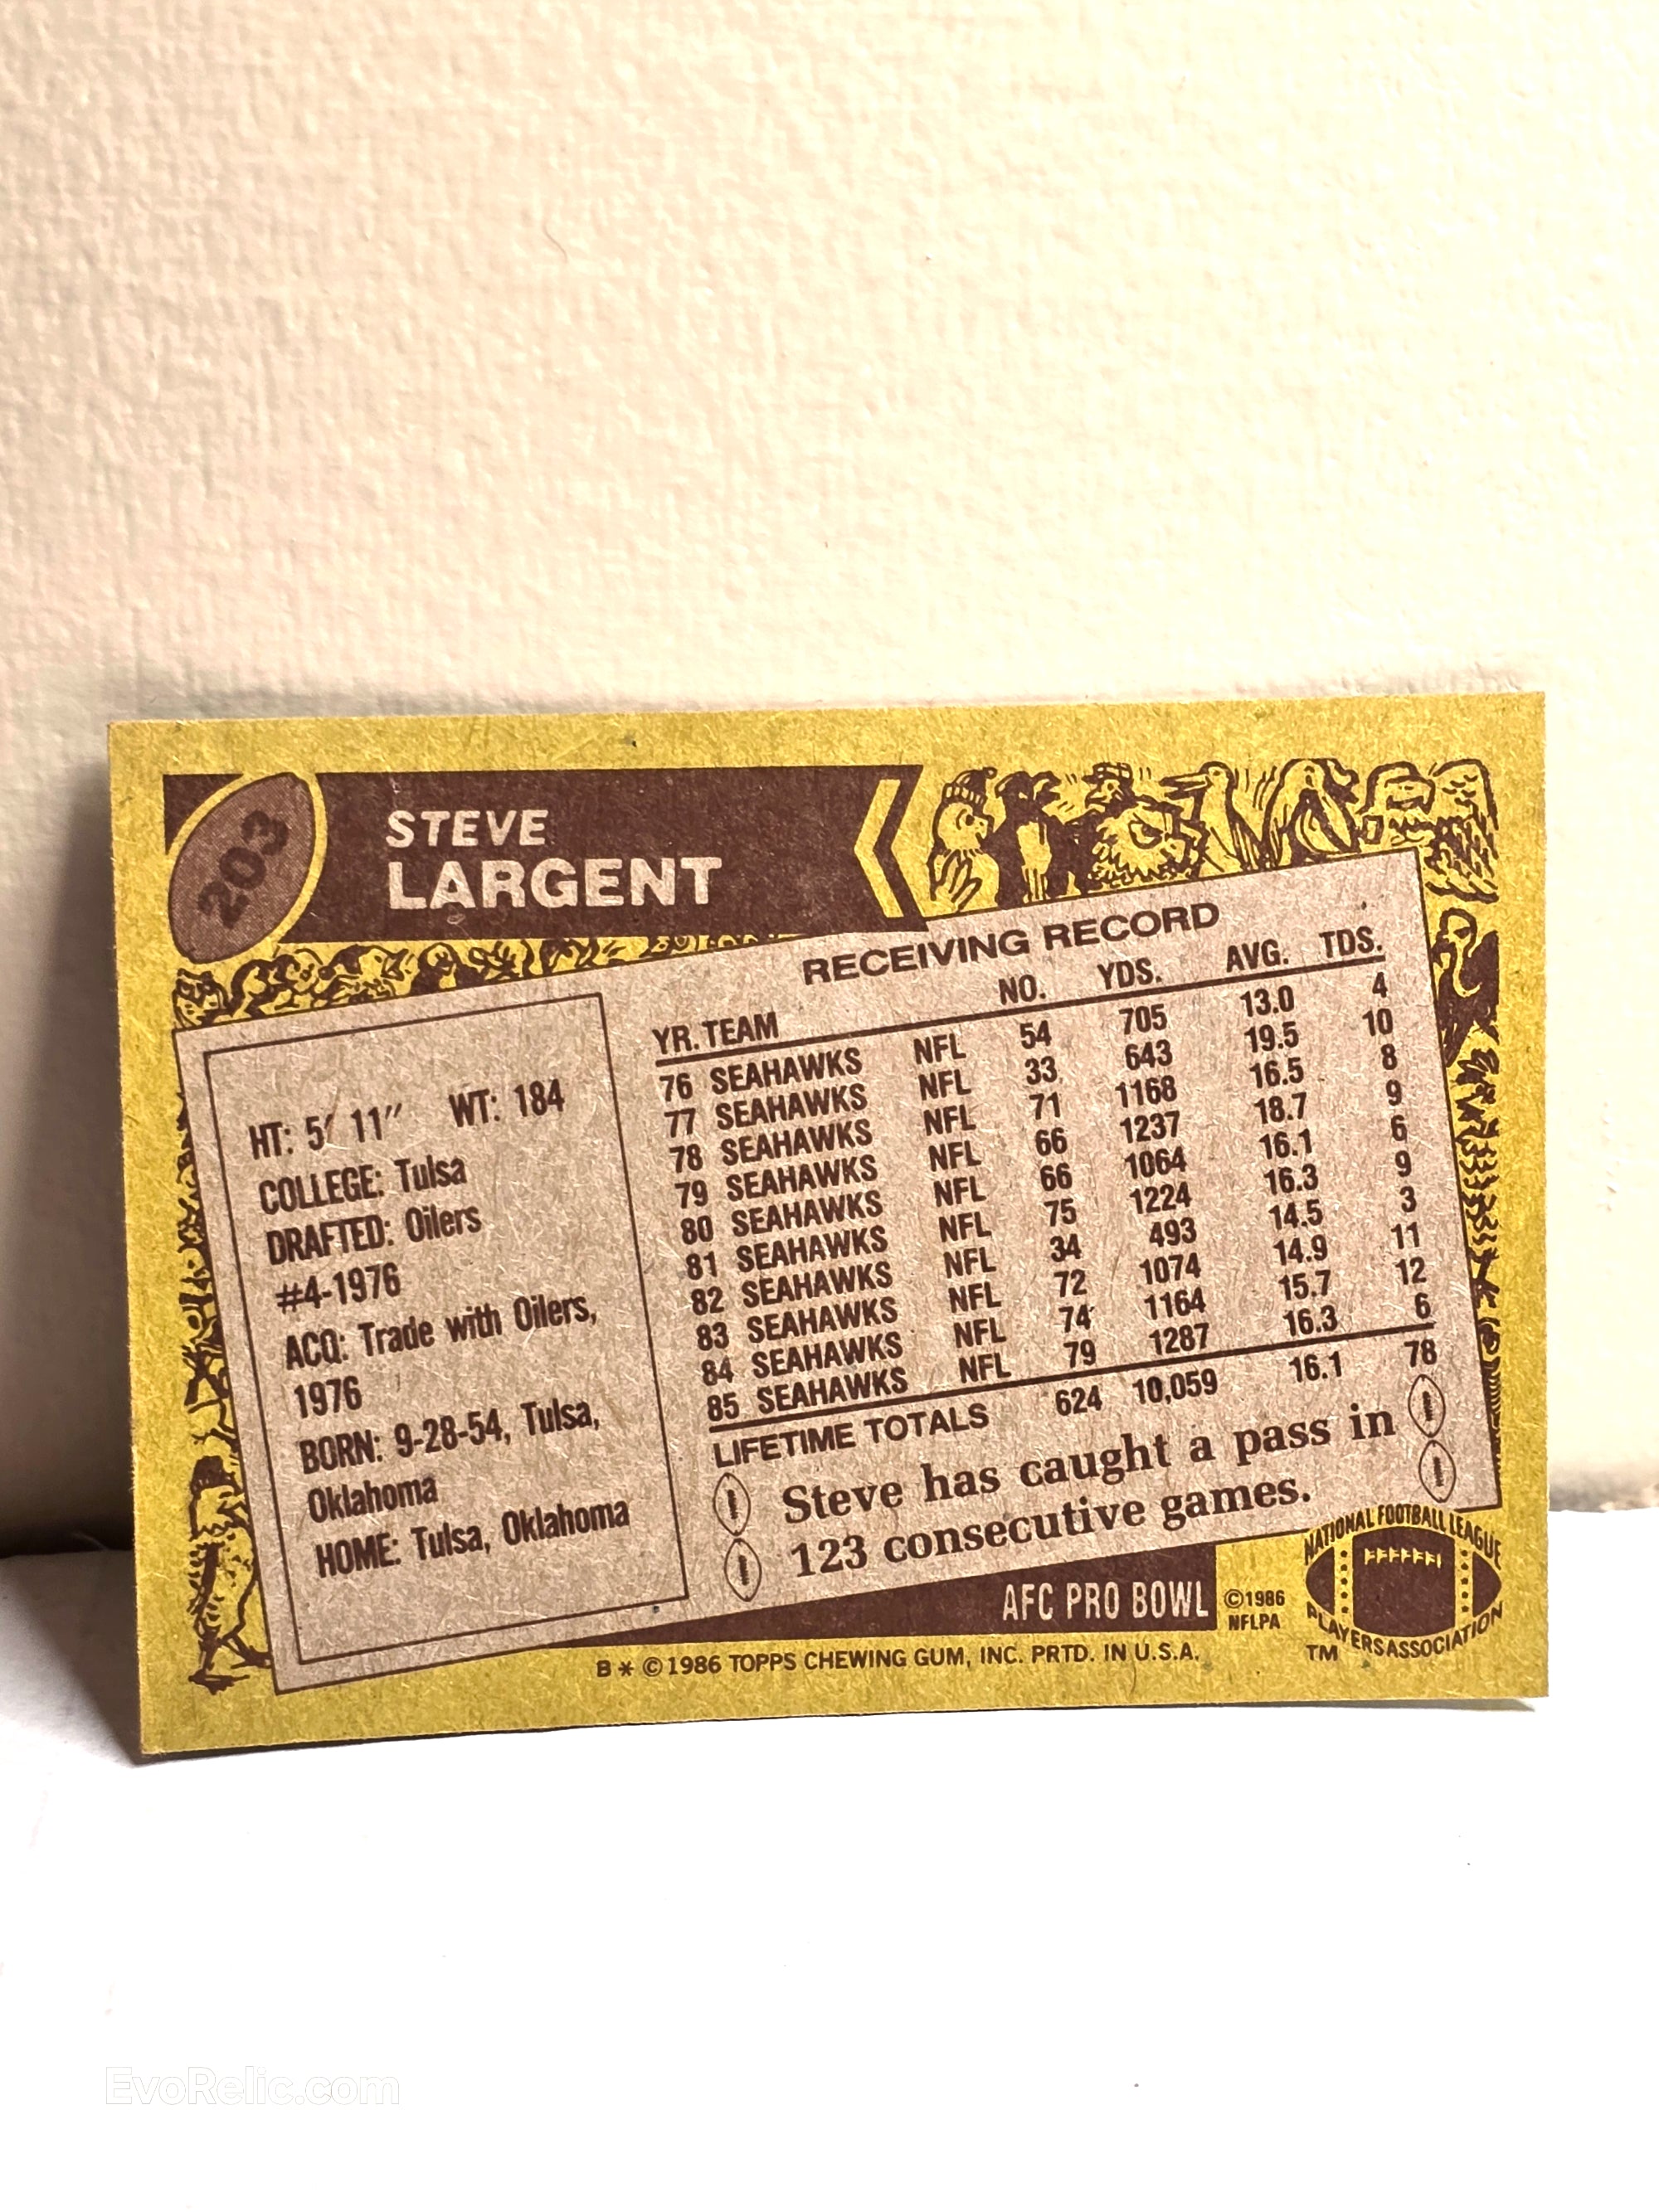 203
STEVE
LARGENT
HT: 5′ 11″ WT: 184
COLLEGE: Tulsa
DRAFTED: Oilers
#4-1976
ACQ: Trade with Oilers,
1976
BORN: 9-28-54, Tulsa,
Oklahoma
HOME: Tulsa, Oklahoma
RECEIVING RECORD
YR. TEAM NO. YDS. AVG. TDS.
76 SEAHAWKS NFL 54 705 13.0 4
77 SEAHAWKS NFL 33 643 19.5 10
78 SEAHAWKS NFL 71 1168 16.5 8
79 SEAHAWKS NFL 66 1237 18.7 9
80 SEAHAWKS NFL 66 1064 16.1 6
81 SEAHAWKS NFL 75 1224 16.3 9
82 SEAHAWKS NFL 34 493 14.5 3
83 SEAHAWKS NFL 72 1074 14.9 11
84 SEAHAWKS NFL 74 1164 15.7 12
85 SEAHAWKS NFL 79 1287 16.3 6
LIFETIME TOTALS 624 10,059 16.1 78
Steve has caught a pass in
123 consecutive games.
AFC PRO BOWL
©1986
NFLPA
NATIONAL FOOTBALL LEAGUE
PLAYERS ASSOCIATION
TM
B * © 1986 TOPPS CHEWING GUM, INC. PRTD. IN U.S.A.
EvoRelic.com